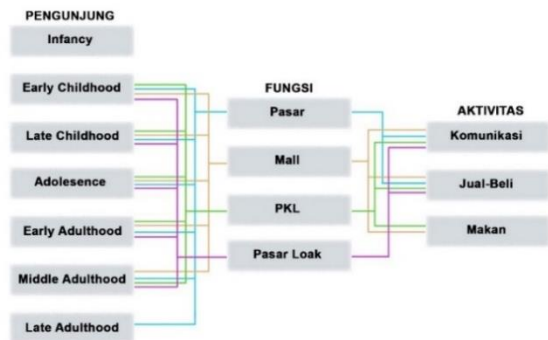 PENGUNJUNG
Infancy
Early Childhood
Late Childhood
Adolesence
Early Adulthood
Middle Adulthood
Late Adulthood
FUNGSI
Pasar
Mall
PKL
Pasar Loak
AKTIVITAS
Komunikasi
Jual-Beli
Makan